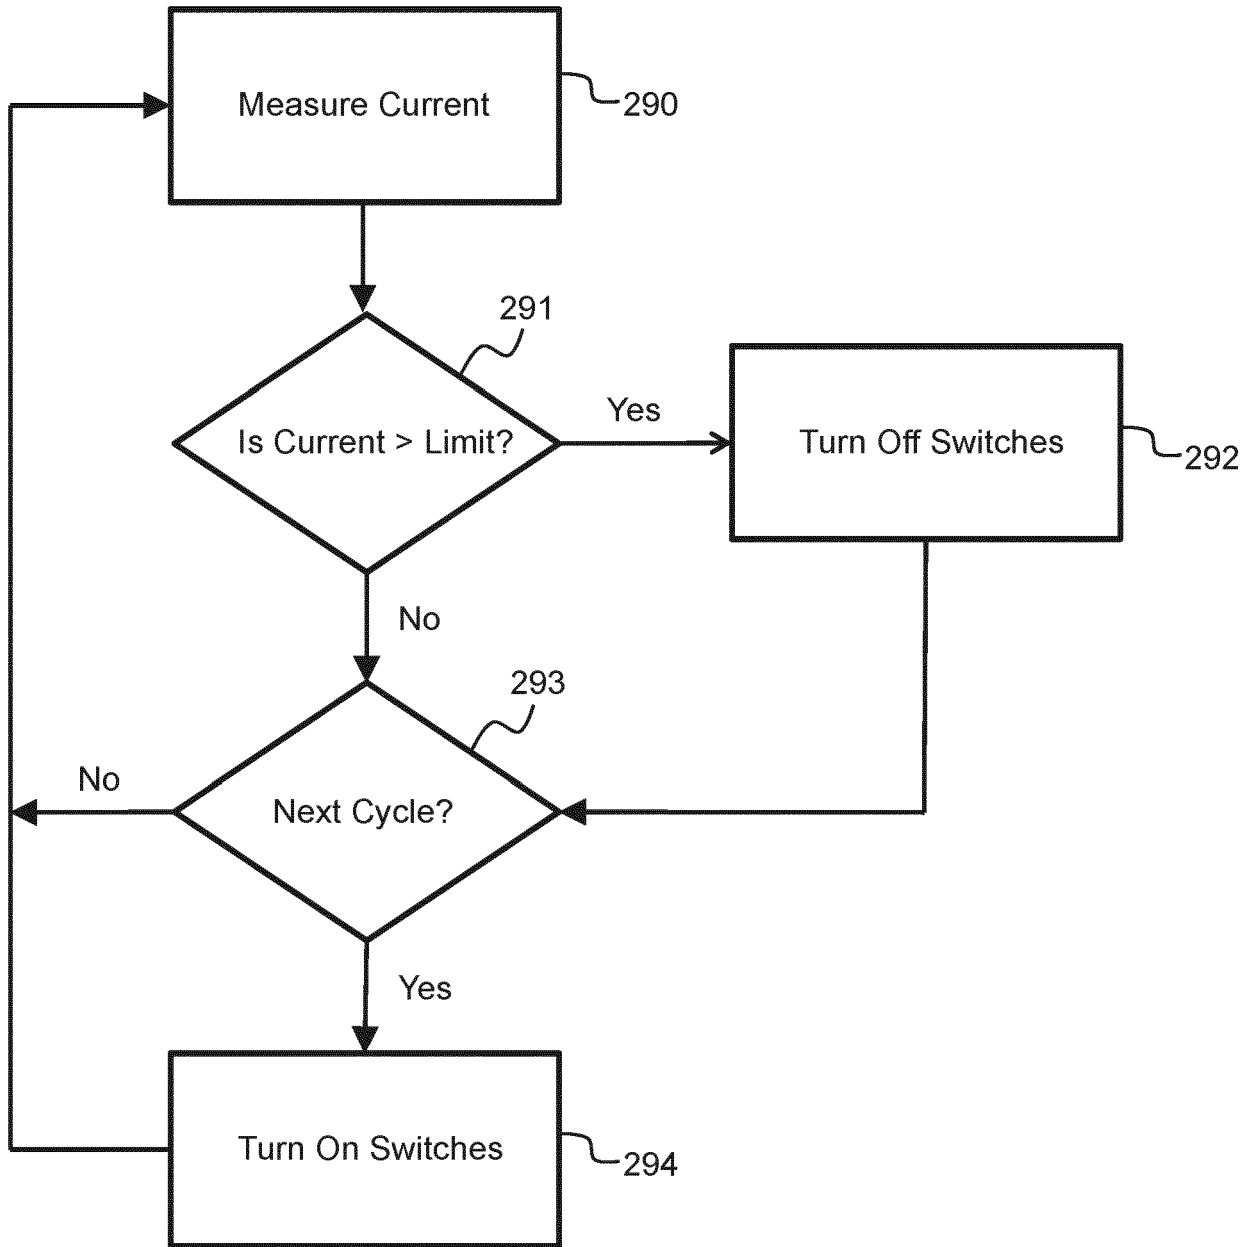 Measure Current
290
291
Is Current > Limit?
Yes
Turn Off Switches
292
No
293
No
Next Cycle?
Yes
Turn On Switches
294